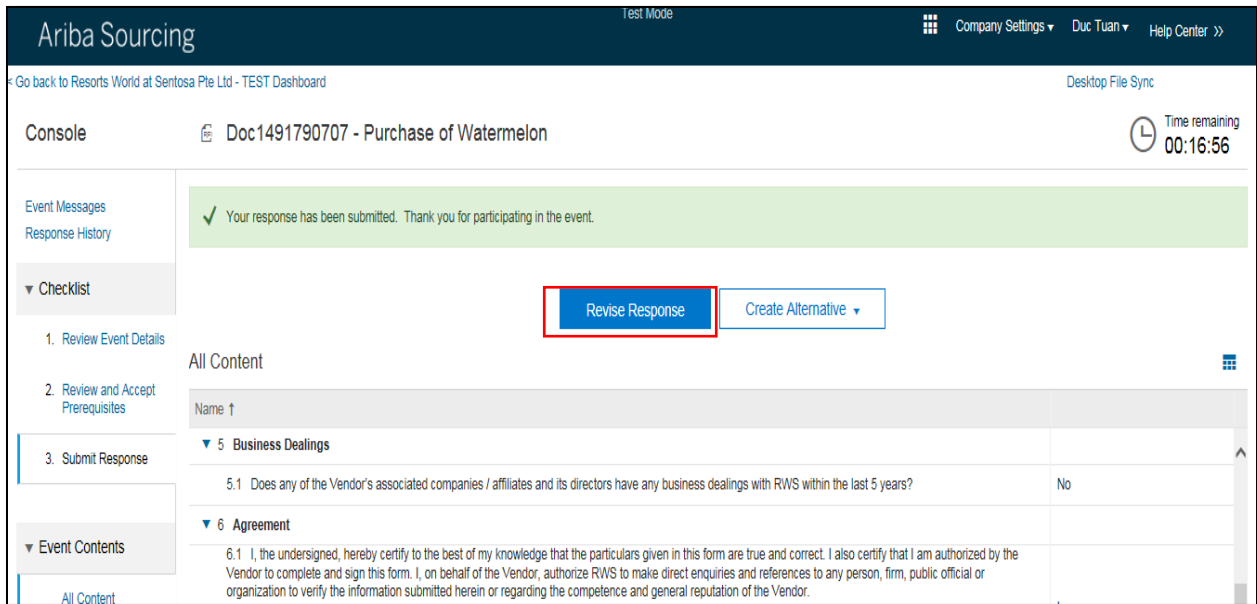 Test Mode
Ariba Sourcing
Company Settings ▾ Duc Tuan ▾ Help Center >>
< Go back to Resorts World at Sentosa Pte Ltd - TEST Dashboard
Desktop File Sync
Console
Doc1491790707 - Purchase of Watermelon
Time remaining
00:16:56
Event Messages
Response History
✓ Your response has been submitted. Thank you for participating in the event.
▼ Checklist
Revise Response
Create Alternative ▾
1. Review Event Details
2. Review and Accept
Prerequisites
3. Submit Response
All Content
Name ↑
▼ 5 Business Dealings
5.1 Does any of the Vendor's associated companies / affiliates and its directors have any business dealings with RWS within the last 5 years? No
▼ 6 Agreement
6.1 I, the undersigned, hereby certify to the best of my knowledge that the particulars given in this form are true and correct. I also certify that I am authorized by the
Vendor to complete and sign this form. I, on behalf of the Vendor, authorize RWS to make direct enquiries and references to any person, firm, public official or
organization to verify the information submitted herein or regarding the competence and general reputation of the Vendor.
▼ Event Contents
All Content